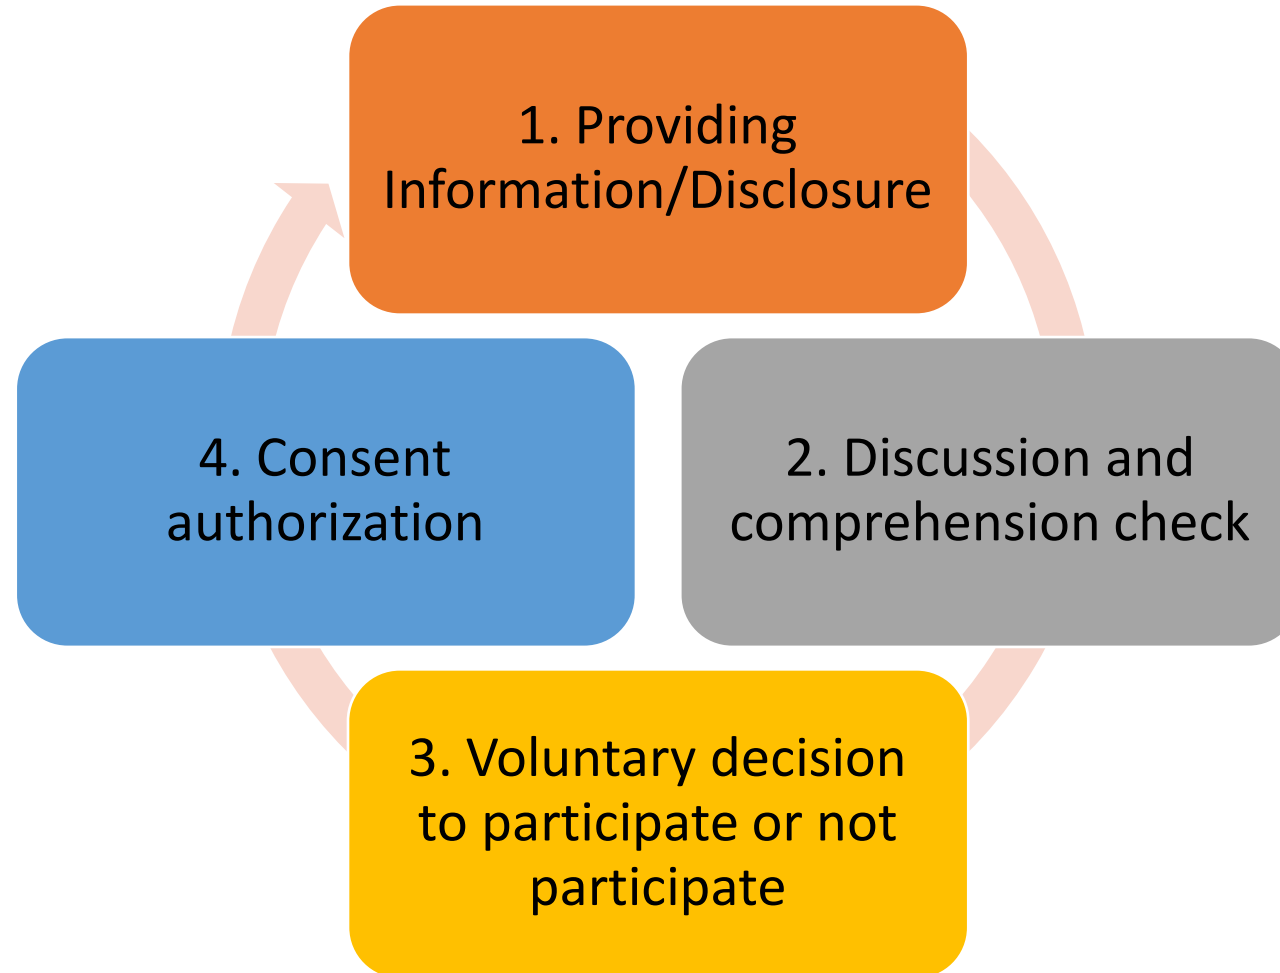 1. Providing
Information/Disclosure
2. Discussion and
comprehension check
3. Voluntary decision
to participate or not
participate
4. Consent
authorization